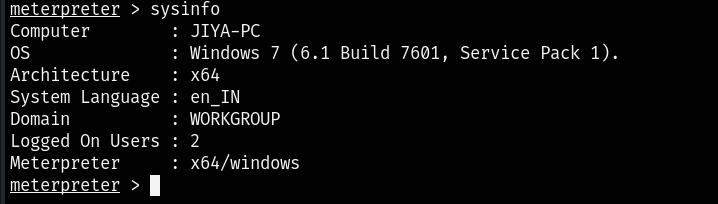 meterpreter > sysinfo
Computer        : JIYA-PC
OS              : Windows 7 (6.1 Build 7601, Service Pack 1).
Architecture    : x64
System Language : en_IN
Domain          : WORKGROUP
Logged On Users : 2
Meterpreter     : x64/windows
meterpreter >